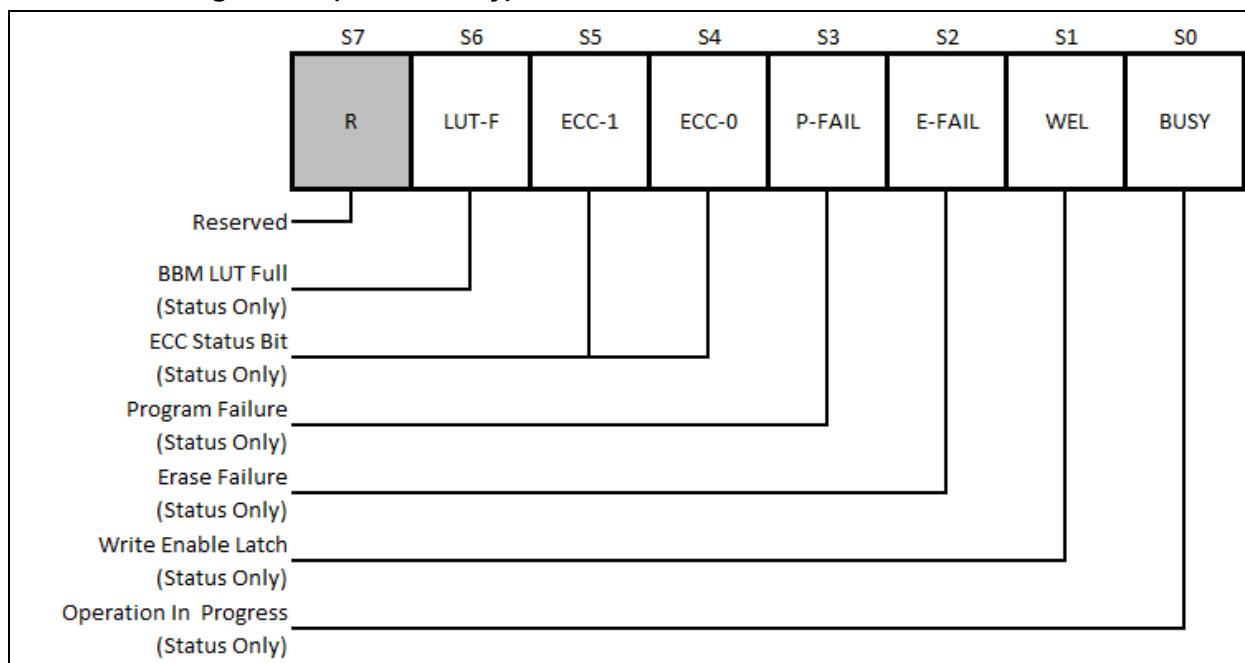 S7 S6 S5 S4 S3 S2 S1 S0
R LUT-F ECC-1 ECC-0 P-FAIL E-FAIL WEL BUSY
Reserved
BBM LUT Full
(Status Only)
ECC Status Bit
(Status Only)
Program Failure
(Status Only)
Erase Failure
(Status Only)
Write Enable Latch
(Status Only)
Operation In Progress
(Status Only)